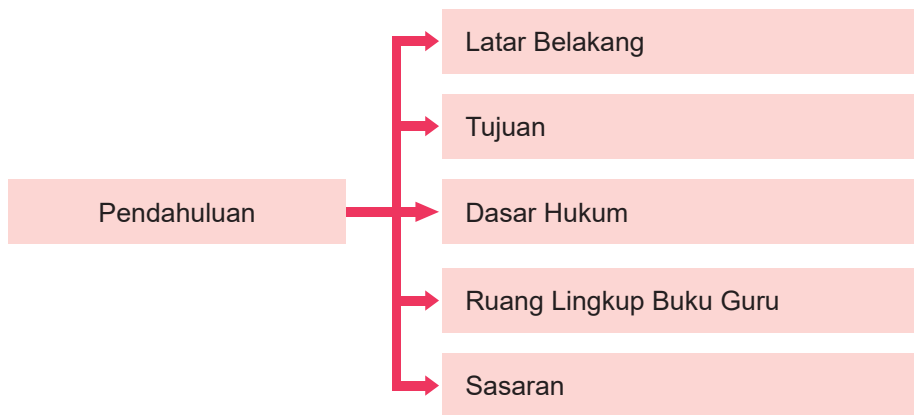 Latar Belakang
Tujuan
Pendahuluan
Dasar Hukum
Ruang Lingkup Buku Guru
Sasaran